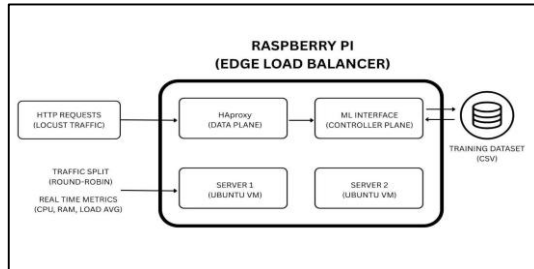 RASPBERRY PI
(EDGE LOAD BALANCER)
HTTP REQUESTS
(LOCUST TRAFFIC)
HAproxy
(DATA PLANE)
ML INTERFACE
(CONTROLLER PLANE)
TRAINING DATASET
(CSV)
TRAFFIC SPLIT
(ROUND-ROBIN)
REAL TIME METRICS
(CPU, RAM, LOAD AVG)
SERVER 1
(UBUNTU VM)
SERVER 2
(UBUNTU VM)